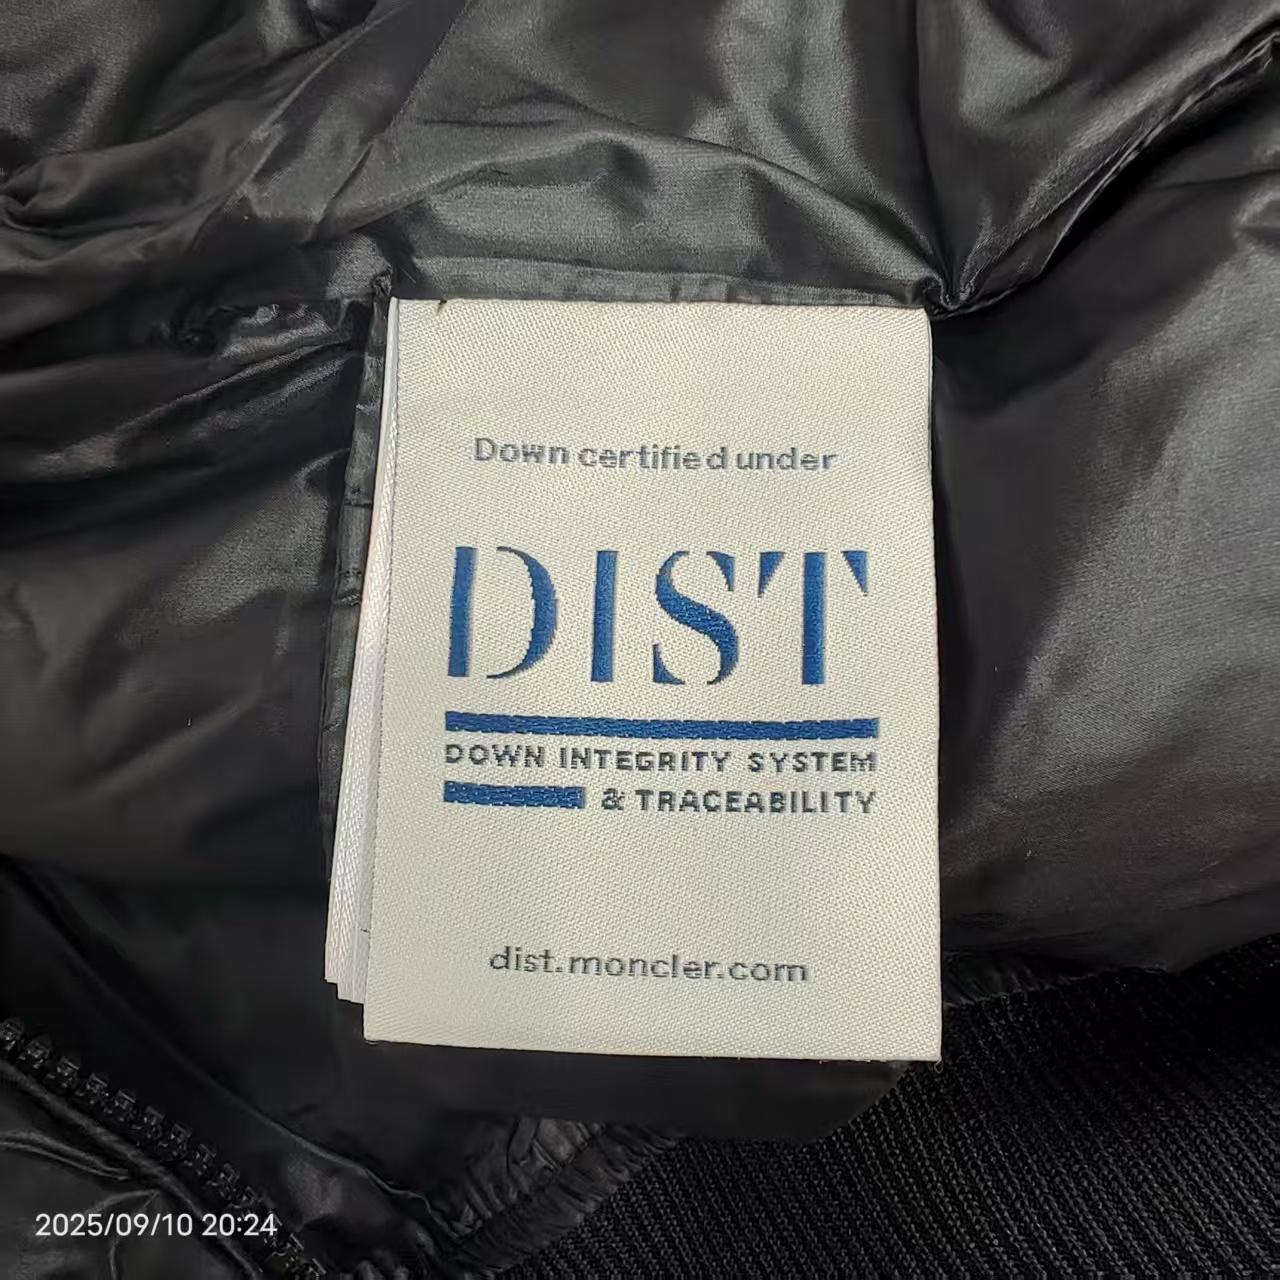 Down certified under
DIST
DOWN INTEGRITY SYSTEM
& TRACEABILITY
dist.moncler.com
2025/09/10 20:24